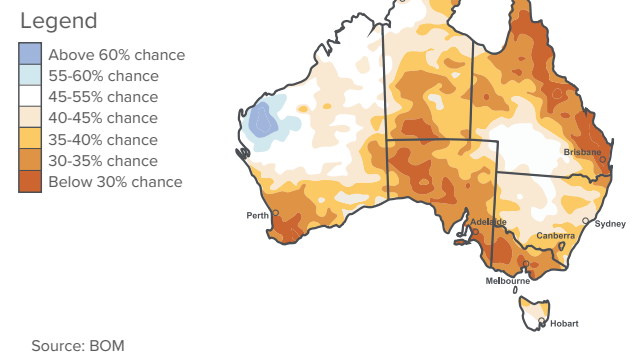 Legend
Above 60% chance
55-60% chance
45-55% chance
40-45% chance
35-40% chance
30-35% chance
Below 30% chance
Brisbane
Perth
Adelaide
Sydney
Canberra
Melbourne
Hobart
Source: BOM